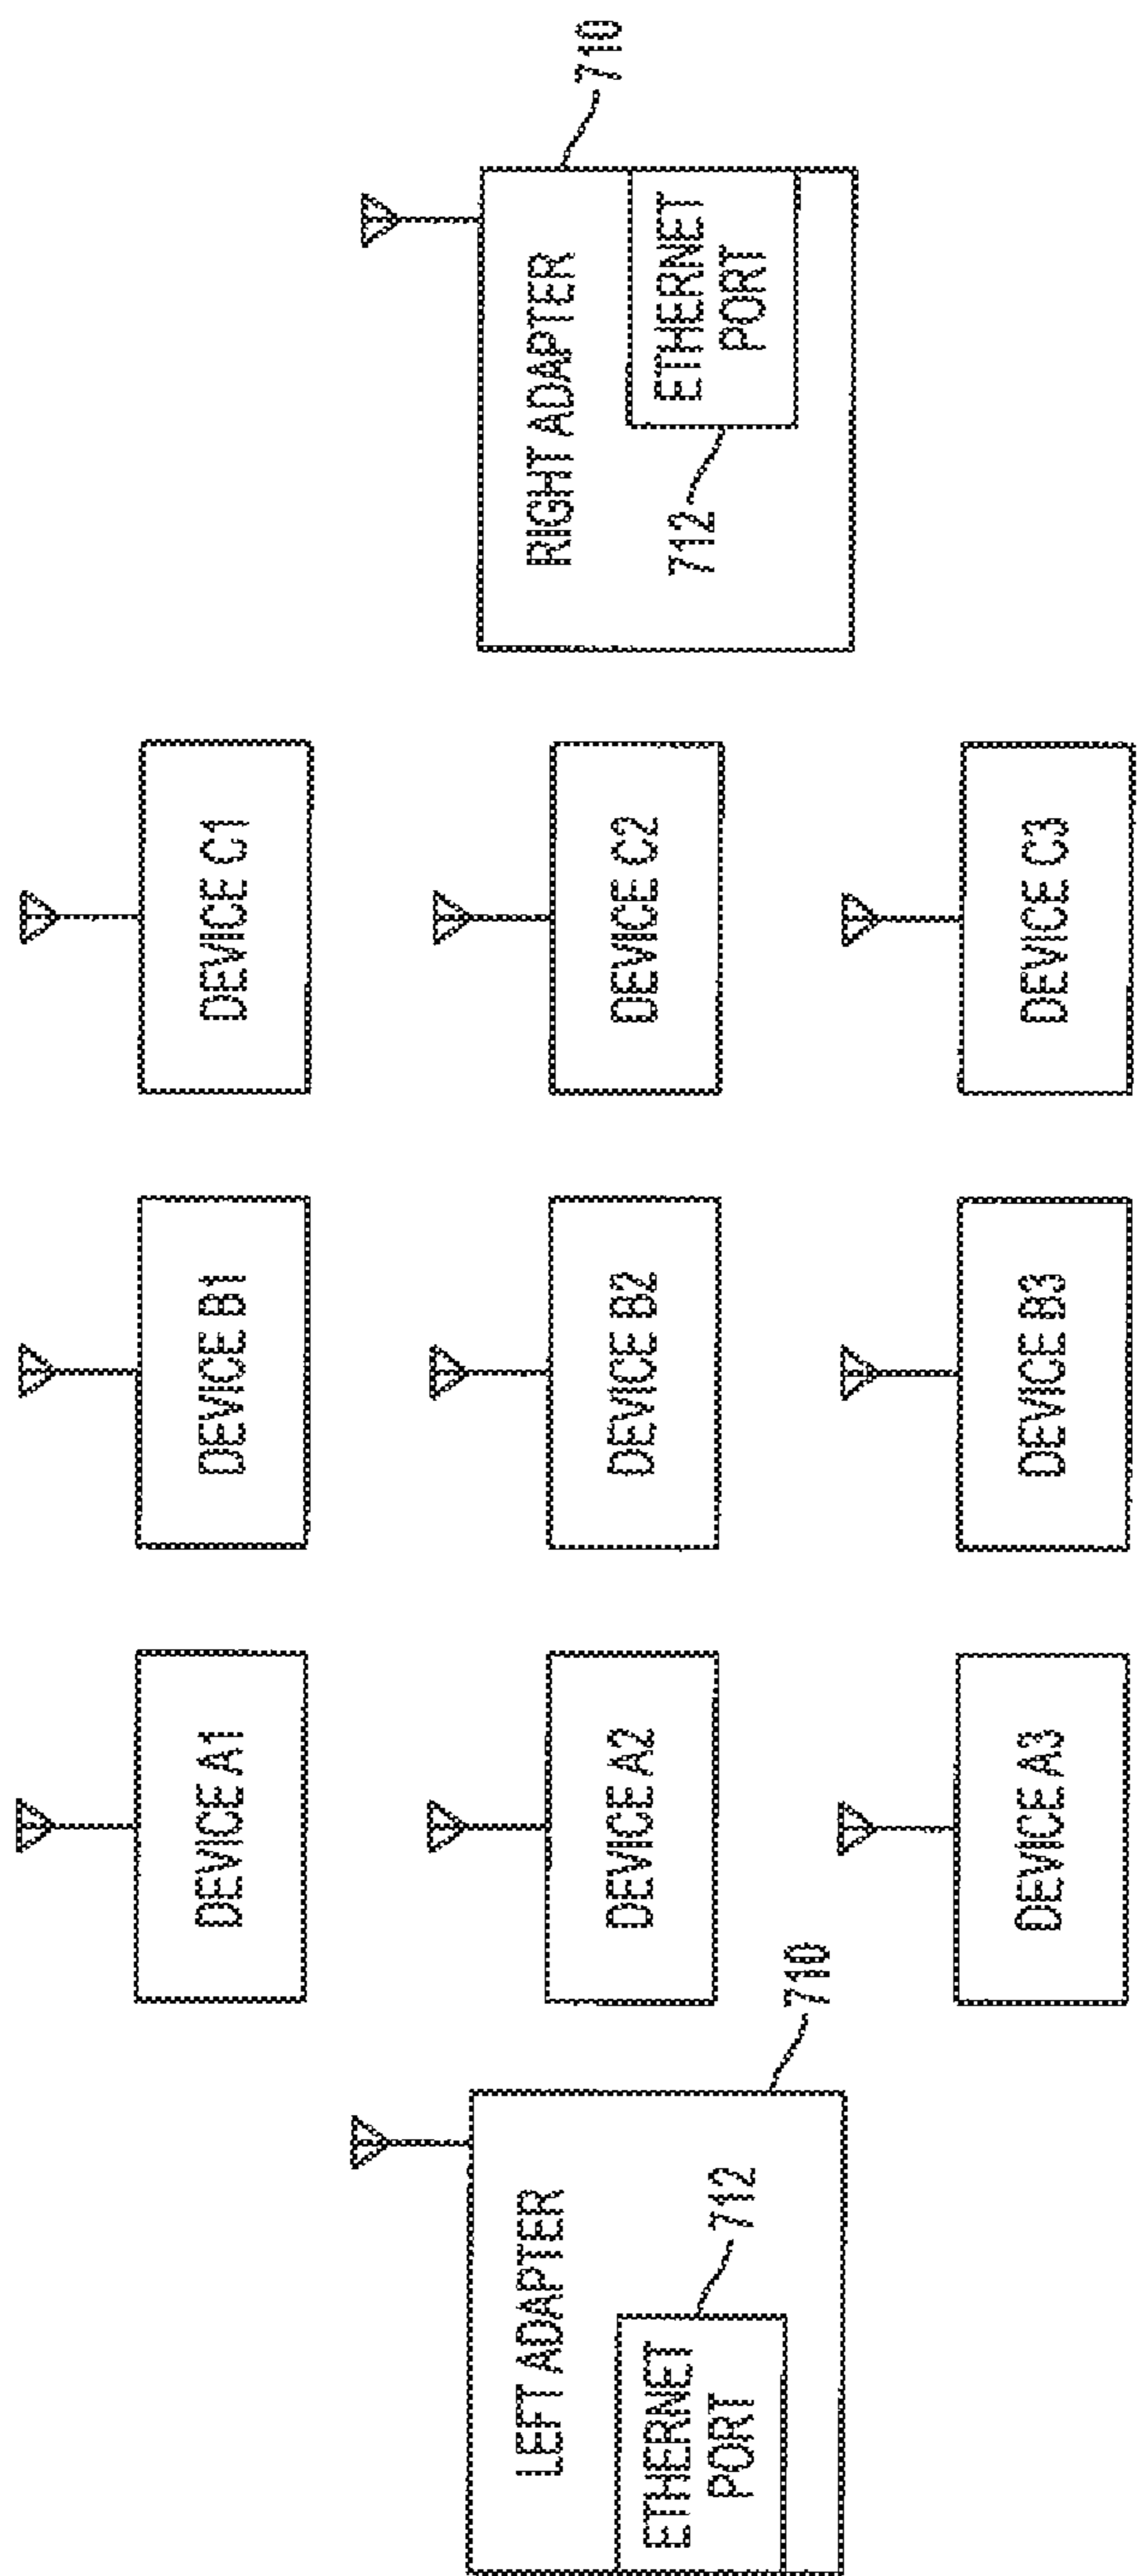 DEVICE A1
DEVICE B1
DEVICE C1
LEFT ADAPTER
710
DEVICE A2
DEVICE B2
DEVICE C2
RIGHT ADAPTER
710
ETHERNET
PORT
712
712
ETHERNET
PORT
DEVICE A3
DEVICE B3
DEVICE C3